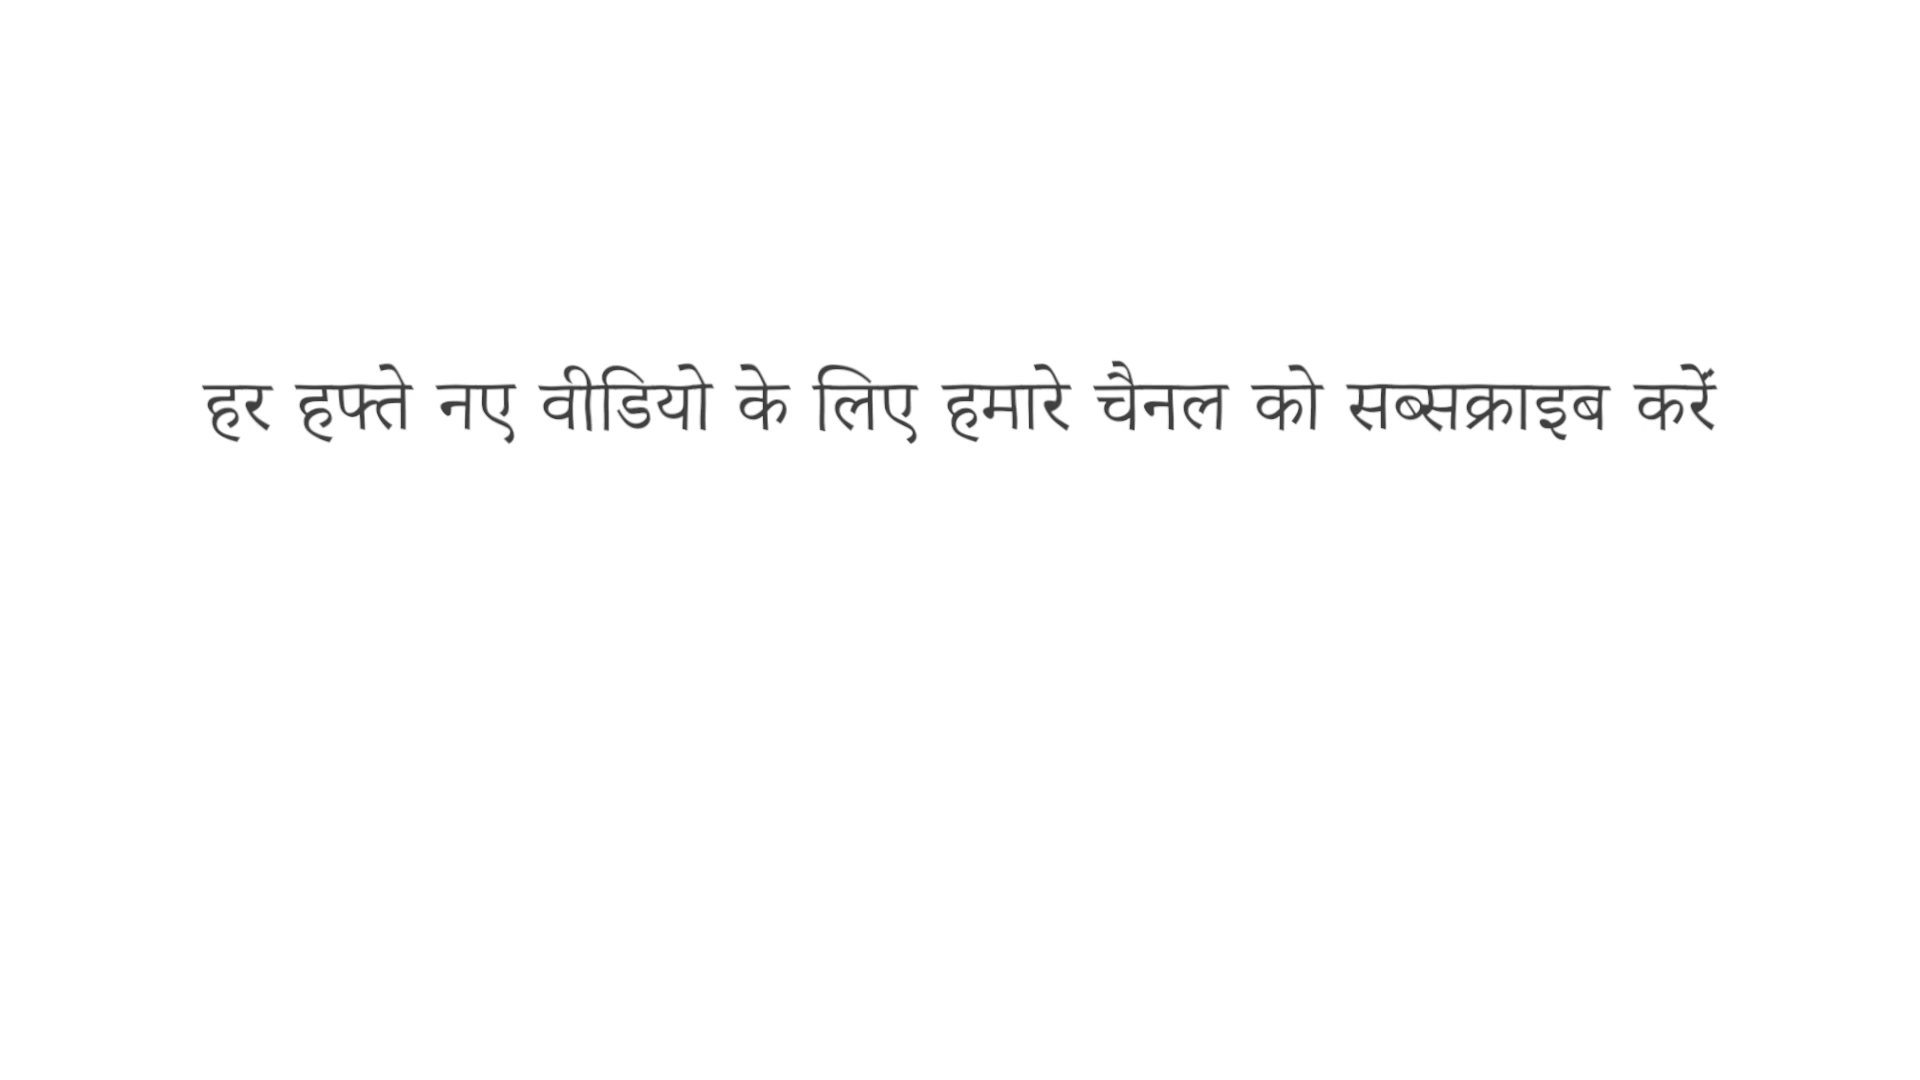 हर हफ्ते नए वीडियो के लिए हमारे चैनल को सब्सक्राइब करें